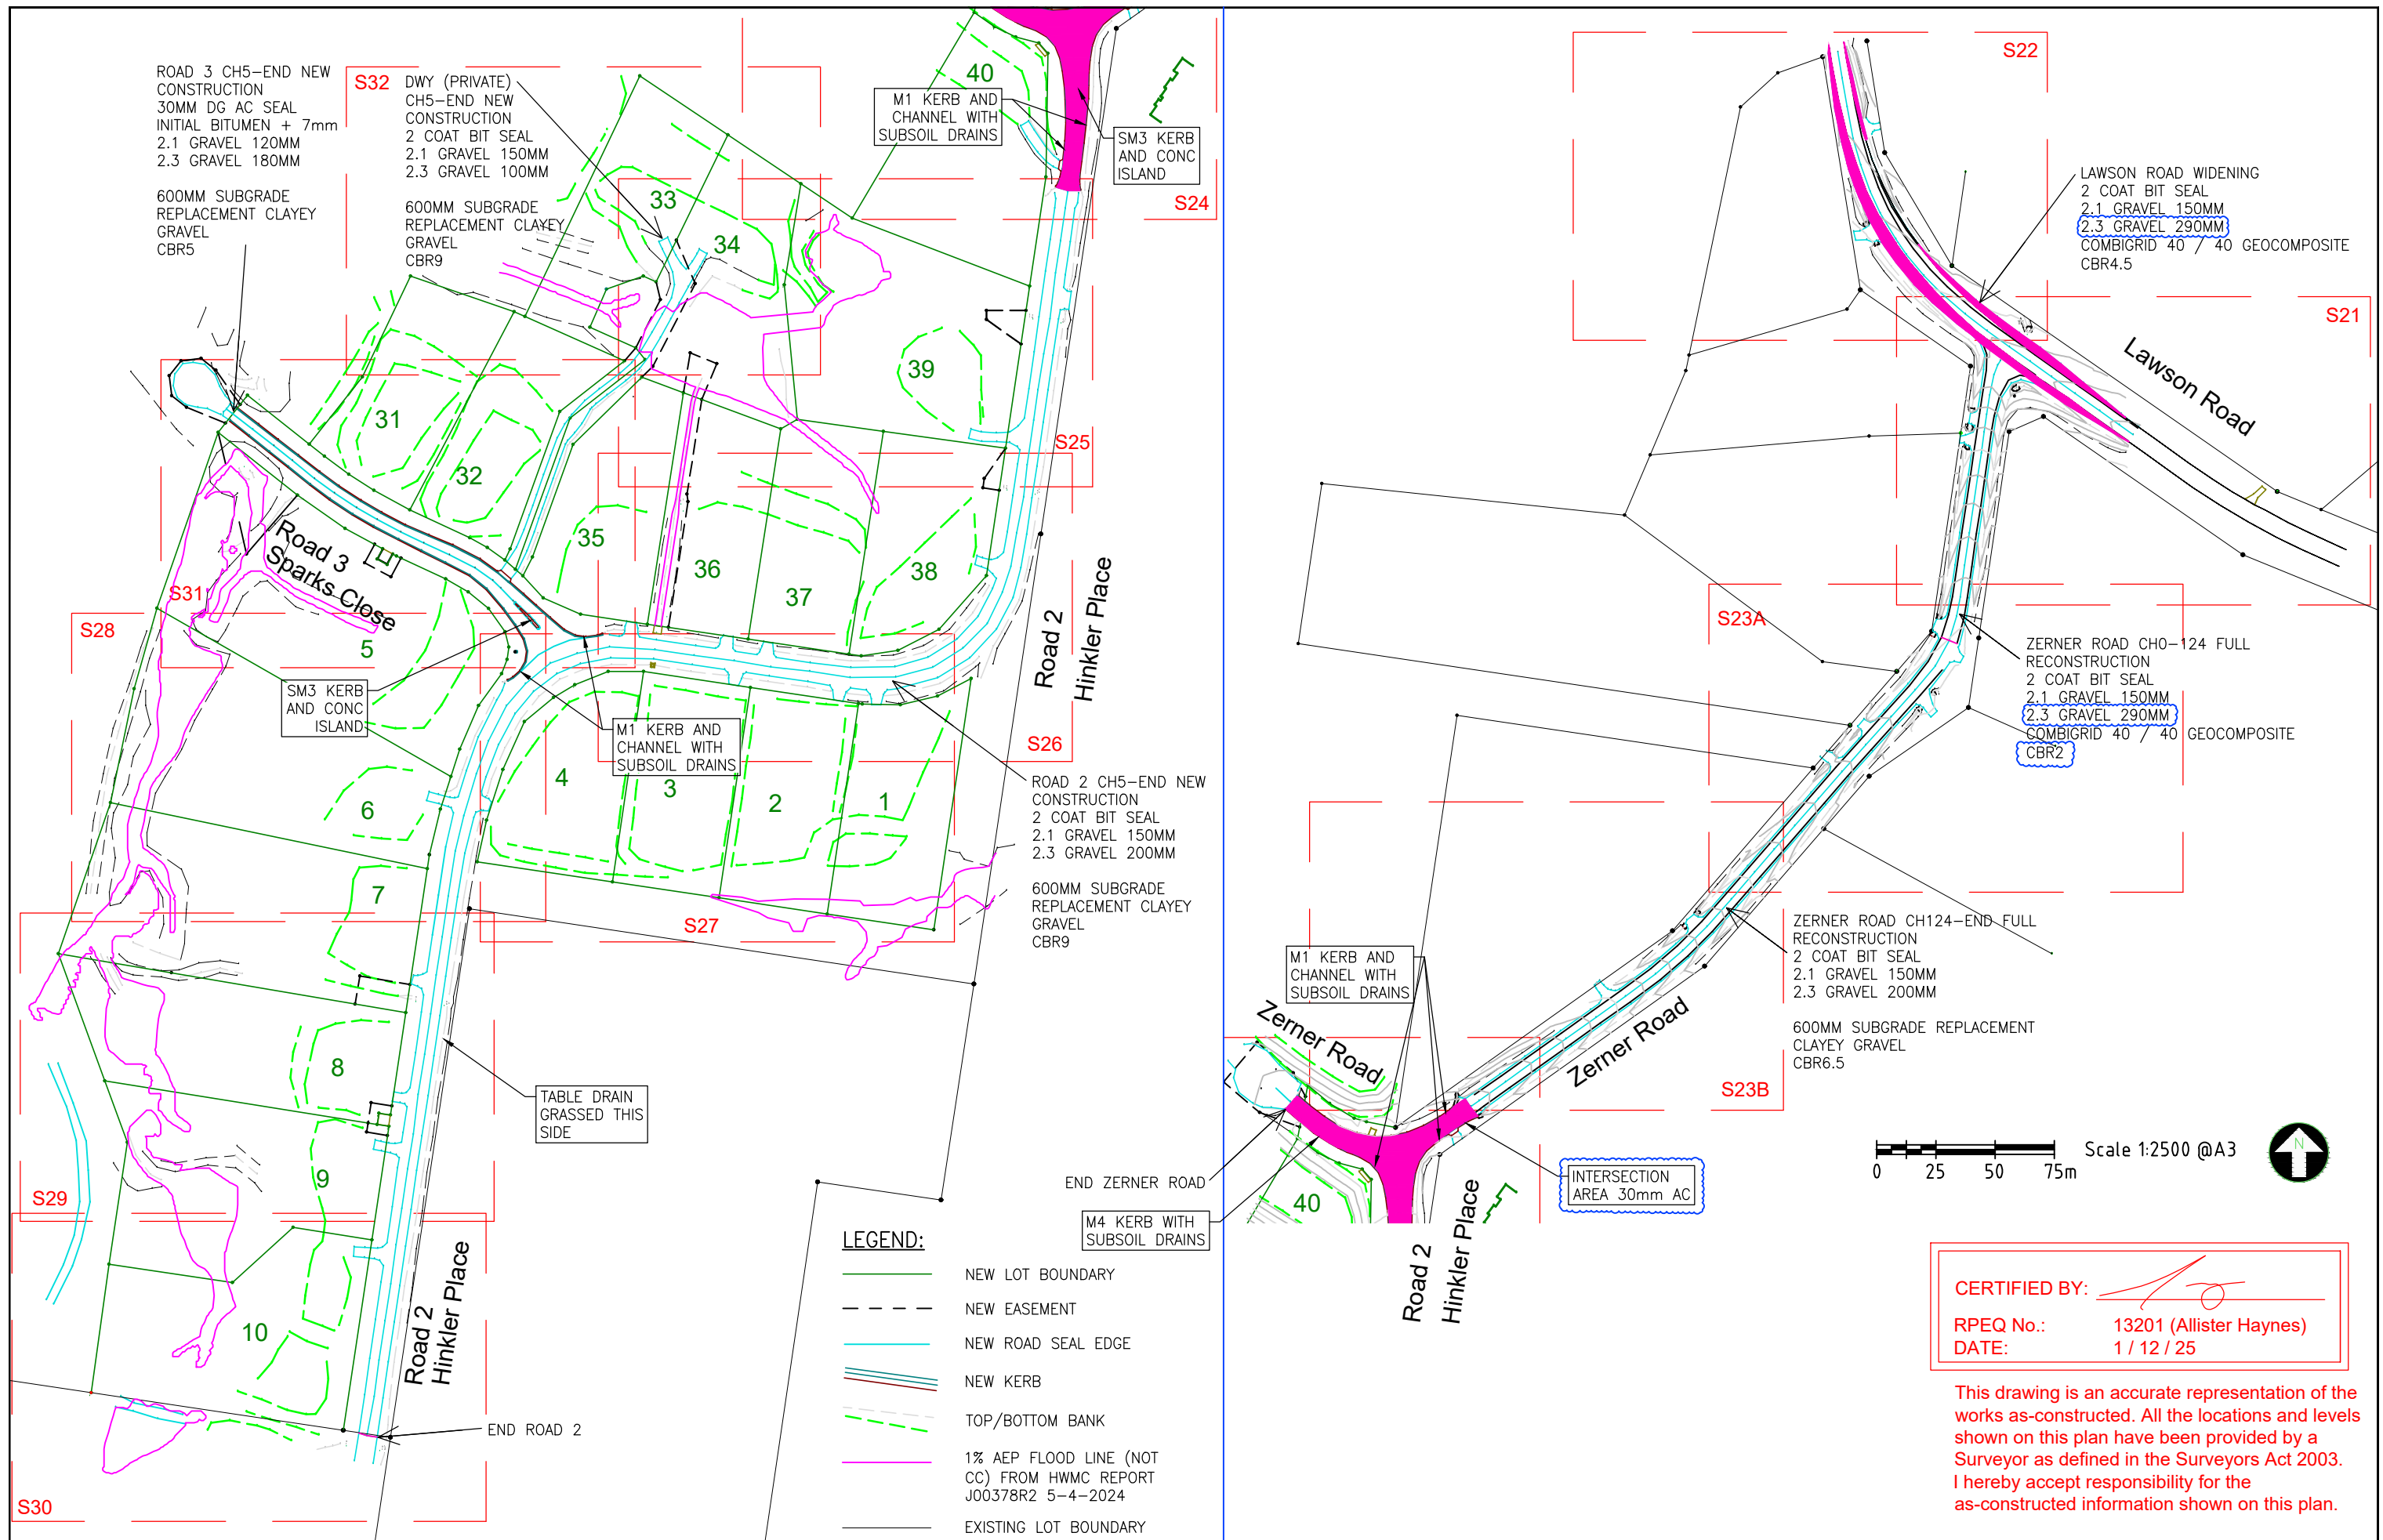 ROAD 3 CH5-END NEW
CONSTRUCTION
30MM DG AC SEAL
INITIAL BITUMEN + 7mm
2.1 GRAVEL 120MM
2.3 GRAVEL 180MM
600MM SUBGRADE
REPLACEMENT CLAYEY
GRAVEL
CBR5
S32
DWY (PRIVATE)
CH5-END NEW
CONSTRUCTION
2 COAT BIT SEAL
2.1 GRAVEL 150MM
2.3 GRAVEL 100MM
600MM SUBGRADE
REPLACEMENT CLAYEY
GRAVEL
CBR9
40
M1 KERB AND
CHANNEL WITH
SUBSOIL DRAINS
SM3 KERB
AND CONC
ISLAND
S24
33
34
39
S25
31
32
35
36
37
38
Road 3
Sparks Close
S31
S28
5
SM3 KERB
AND CONC
ISLAND
M1 KERB AND
CHANNEL WITH
SUBSOIL DRAINS
Road 2
Hinkler Place
S26
4
3
2
1
6
7
S27
ROAD 2 CH5-END NEW
CONSTRUCTION
2 COAT BIT SEAL
2.1 GRAVEL 150MM
2.3 GRAVEL 200MM
600MM SUBGRADE
REPLACEMENT CLAYEY
GRAVEL
CBR9
8
TABLE DRAIN
GRASSED THIS
SIDE
9
S29
10
Road 2
Hinkler Place
END ROAD 2
S30
LEGEND:
NEW LOT BOUNDARY
NEW EASEMENT
NEW ROAD SEAL EDGE
NEW KERB
TOP/BOTTOM BANK
1% AEP FLOOD LINE (NOT
CC) FROM HWMC REPORT
J00378R2 5-4-2024
EXISTING LOT BOUNDARY
S22
LAWSON ROAD WIDENING
2 COAT BIT SEAL
2.1 GRAVEL 150MM
2.3 GRAVEL 290MM
COMBIGRID 40 / 40 GEOCOMPOSITE
CBR4.5
S21
Lawson Road
S23A
ZERNER ROAD CH0-124 FULL
RECONSTRUCTION
2 COAT BIT SEAL
2.1 GRAVEL 150MM
2.3 GRAVEL 290MM
COMBIGRID 40 / 40 GEOCOMPOSITE
CBR2
ZERNER ROAD CH124-END FULL
RECONSTRUCTION
2 COAT BIT SEAL
2.1 GRAVEL 150MM
2.3 GRAVEL 200MM
600MM SUBGRADE REPLACEMENT
CLAYEY GRAVEL
CBR6.5
M1 KERB AND
CHANNEL WITH
SUBSOIL DRAINS
Zerner Road
Zerner Road
S23B
END ZERNER ROAD
M4 KERB WITH
SUBSOIL DRAINS
40
INTERSECTION
AREA 30mm AC
Road 2
Hinkler Place
0 25 50 75m
Scale 1:2500 @A3
N
CERTIFIED BY:
RPEQ No.: 13201 (Allister Haynes)
DATE: 1 / 12 / 25
This drawing is an accurate representation of the
works as-constructed. All the locations and levels
shown on this plan have been provided by a
Surveyor as defined in the Surveyors Act 2003.
I hereby accept responsibility for the
as-constructed information shown on this plan.